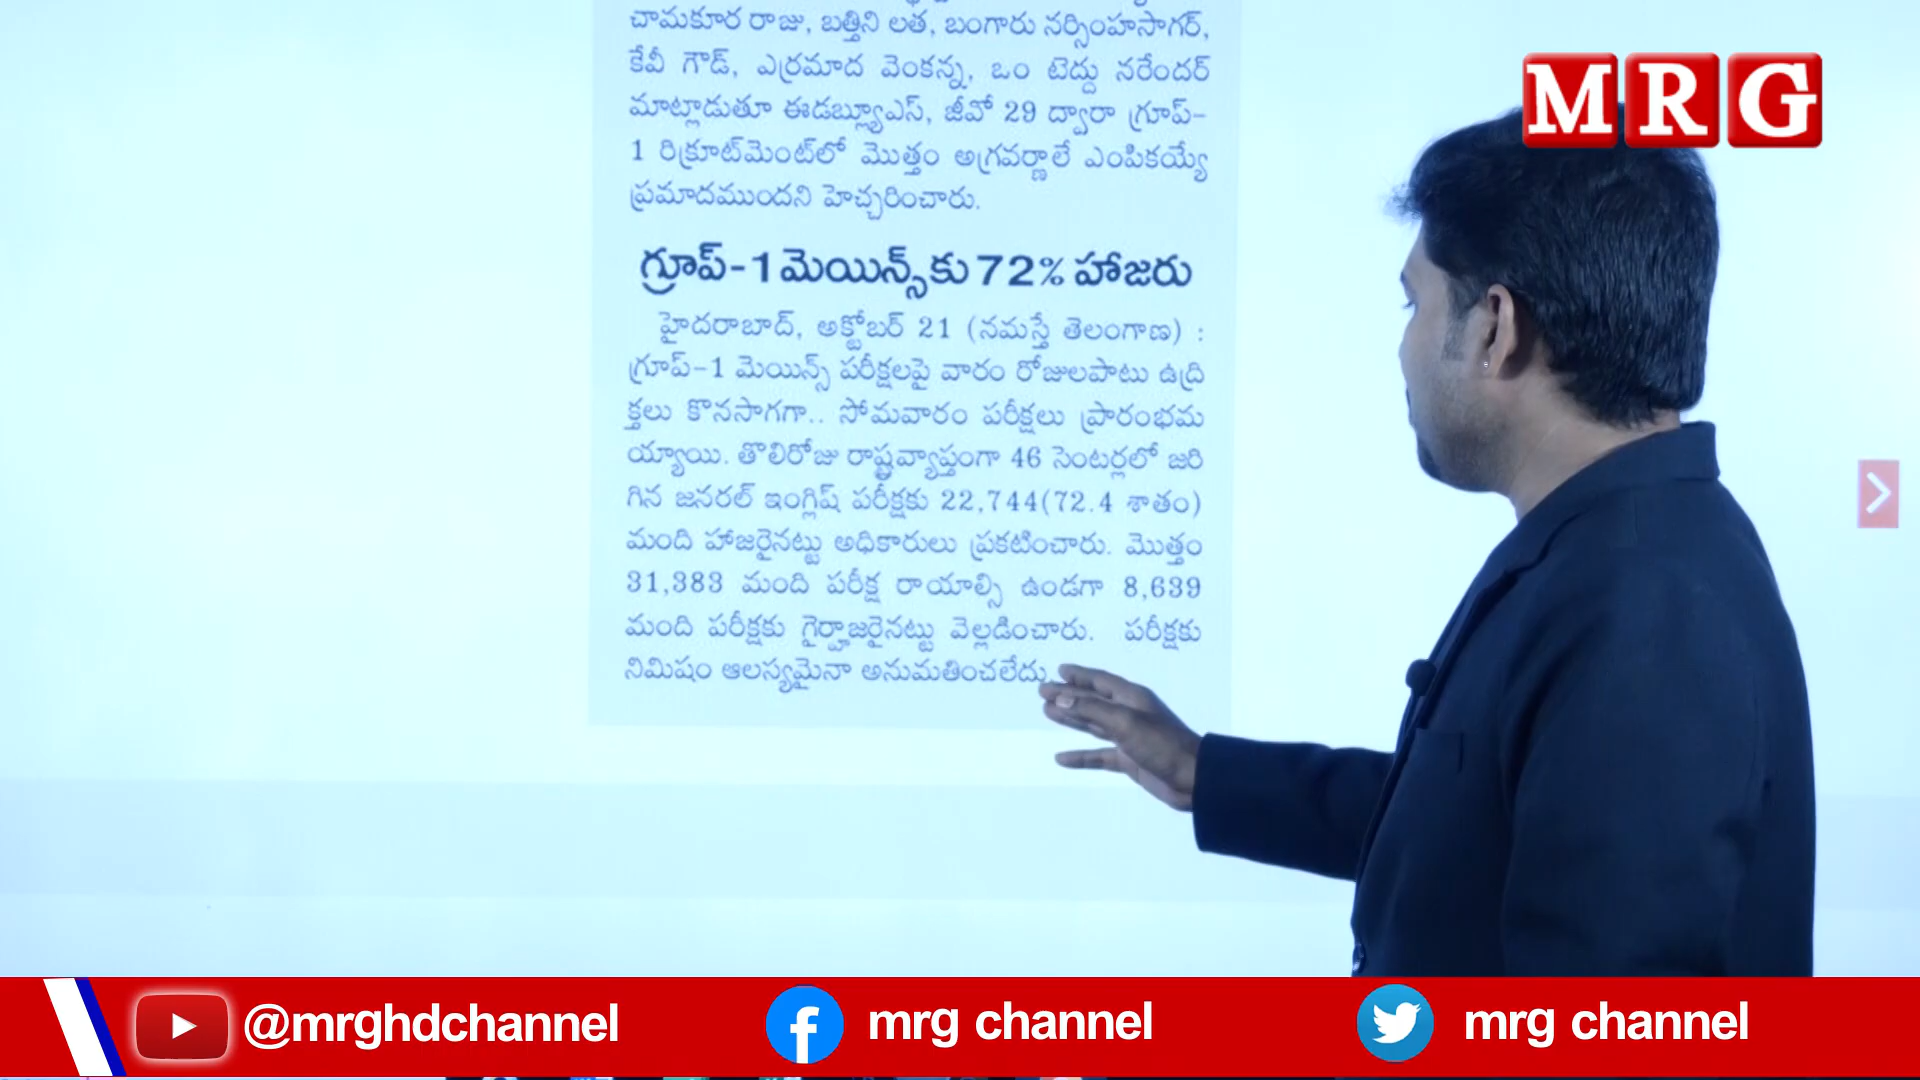 చామకూర రాజు, బత్తిని లత, బంగారు నర్సింహసాగర్,
కేవీ గౌడ్, ఎర్రమాద వెంకన్న, ఒం టెద్దు నరేందర్
మాట్లాడుతూ ఈడబ్ల్యూఎస్, జీవో 29 ద్వారా గ్రూప్-
1 రిక్రూట్‌మెంట్‌లో మొత్తం అగ్రవర్ణాలే ఎంపికయ్యే
ప్రమాదముందని హెచ్చరించారు.
గ్రూప్-1 మెయిన్స్‌కు 72% హాజరు
హైదరాబాద్, అక్టోబర్ 21 (నమస్తే తెలంగాణ) :
గ్రూప్-1 మెయిన్స్ పరీక్షలపై వారం రోజులపాటు ఉద్రి
క్తలు కొనసాగగా.. సోమవారం పరీక్షలు ప్రారంభమ
య్యాయి. తొలిరోజు రాష్ట్రవ్యాప్తంగా 46 సెంటర్లలో జరి
గిన జనరల్ ఇంగ్లిష్ పరీక్షకు 22,744(72.4 శాతం)
మంది హాజరైనట్టు అధికారులు ప్రకటించారు. మొత్తం
31,383 మంది పరీక్ష రాయాల్సి ఉండగా 8,639
మంది పరీక్షకు గైర్హాజరైనట్టు వెల్లడించారు. పరీక్షకు
నిమిషం ఆలస్యమైనా అనుమతించలేదు.
MRG
@mrghdchannel
mrg channel
mrg channel